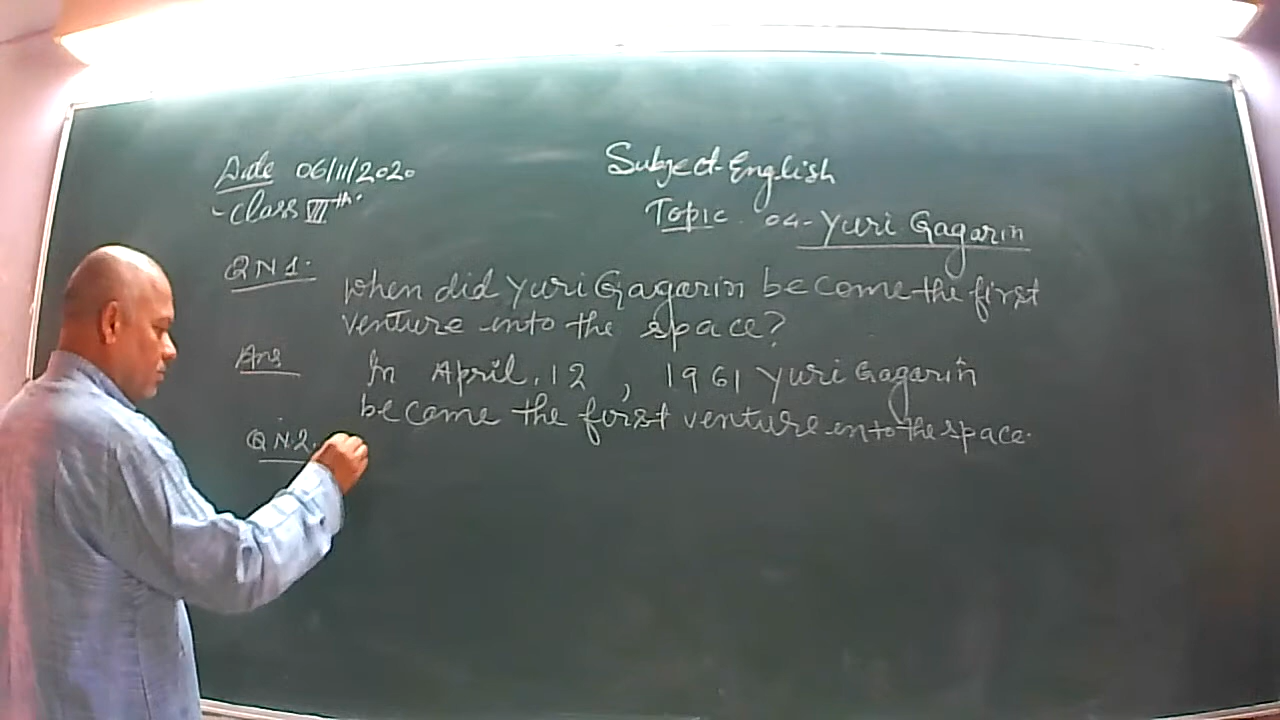 Date 06/11/2020
Subject-English
Class VIIth.
Topic. 04-Yuri Gagarin
Q N 1. When did Yuri Gagarin become the first
venture into the space?
Ans In April, 12, 1961 Yuri Gagarin
become the first venture into the space.
Q N 2.